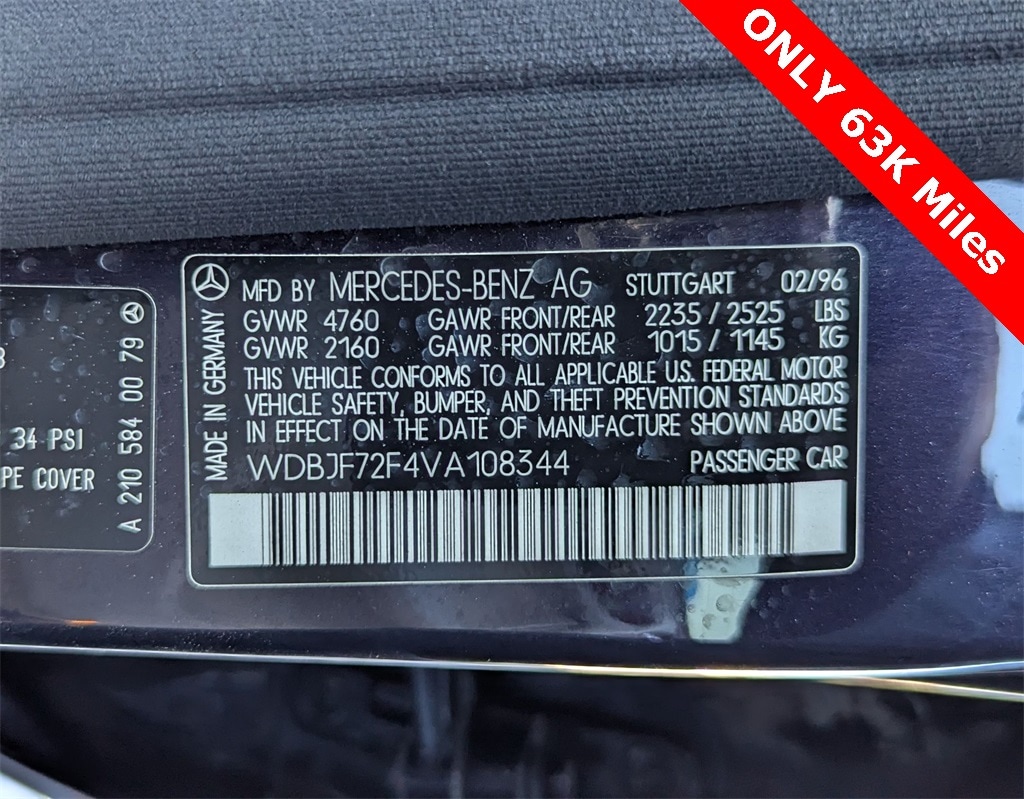 ONLY 63K Miles
MFD BY MERCEDES-BENZ AG STUTTGART 02/96
GVWR 4760 GAWR FRONT/REAR 2235 / 2525 LBS
GVWR 2160 GAWR FRONT/REAR 1015 / 1145 KG
THIS VEHICLE CONFORMS TO ALL APPLICABLE U.S. FEDERAL MOTOR
VEHICLE SAFETY, BUMPER, AND THEFT PREVENTION STANDARDS
IN EFFECT ON THE DATE OF MANUFACTURE SHOWN ABOVE
WDBJF72F4VA108344 PASSENGER CAR
MADE IN GERMANY
34 PSI
PE COVER
A 210 584 00 79